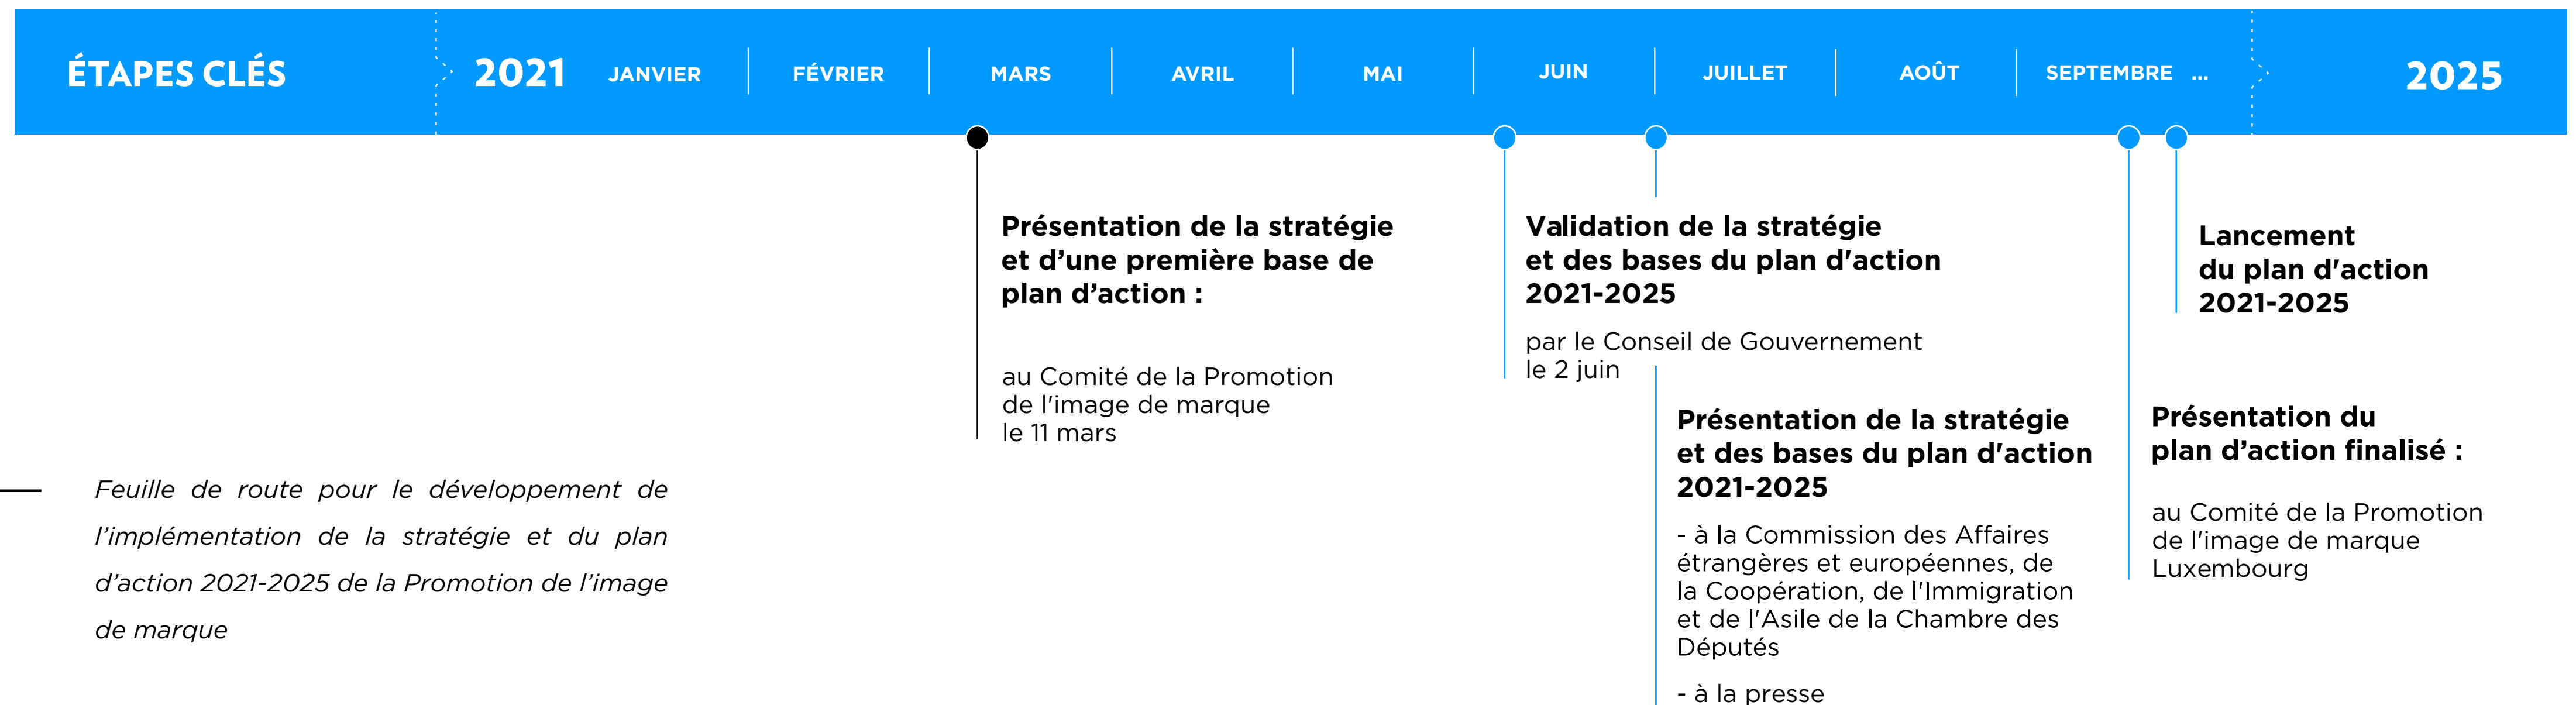 ÉTAPES CLÉS
2021 JANVIER FÉVRIER MARS AVRIL MAI JUIN JUILLET AOÛT SEPTEMBRE ... 2025
Présentation de la stratégie
et d’une première base de
plan d’action :
au Comité de la Promotion
de l'image de marque
le 11 mars
Validation de la stratégie
et des bases du plan d'action
2021-2025
par le Conseil de Gouvernement
le 2 juin
Présentation de la stratégie
et des bases du plan d'action
2021-2025
- à la Commission des Affaires
étrangères et européennes, de
la Coopération, de l'Immigration
et de l'Asile de la Chambre des
Députés
- à la presse
Lancement
du plan d'action
2021-2025
Présentation du
plan d’action finalisé :
au Comité de la Promotion
de l'image de marque
Luxembourg
Feuille de route pour le développement de
l’implémentation de la stratégie et du plan
d’action 2021-2025 de la Promotion de l’image
de marque